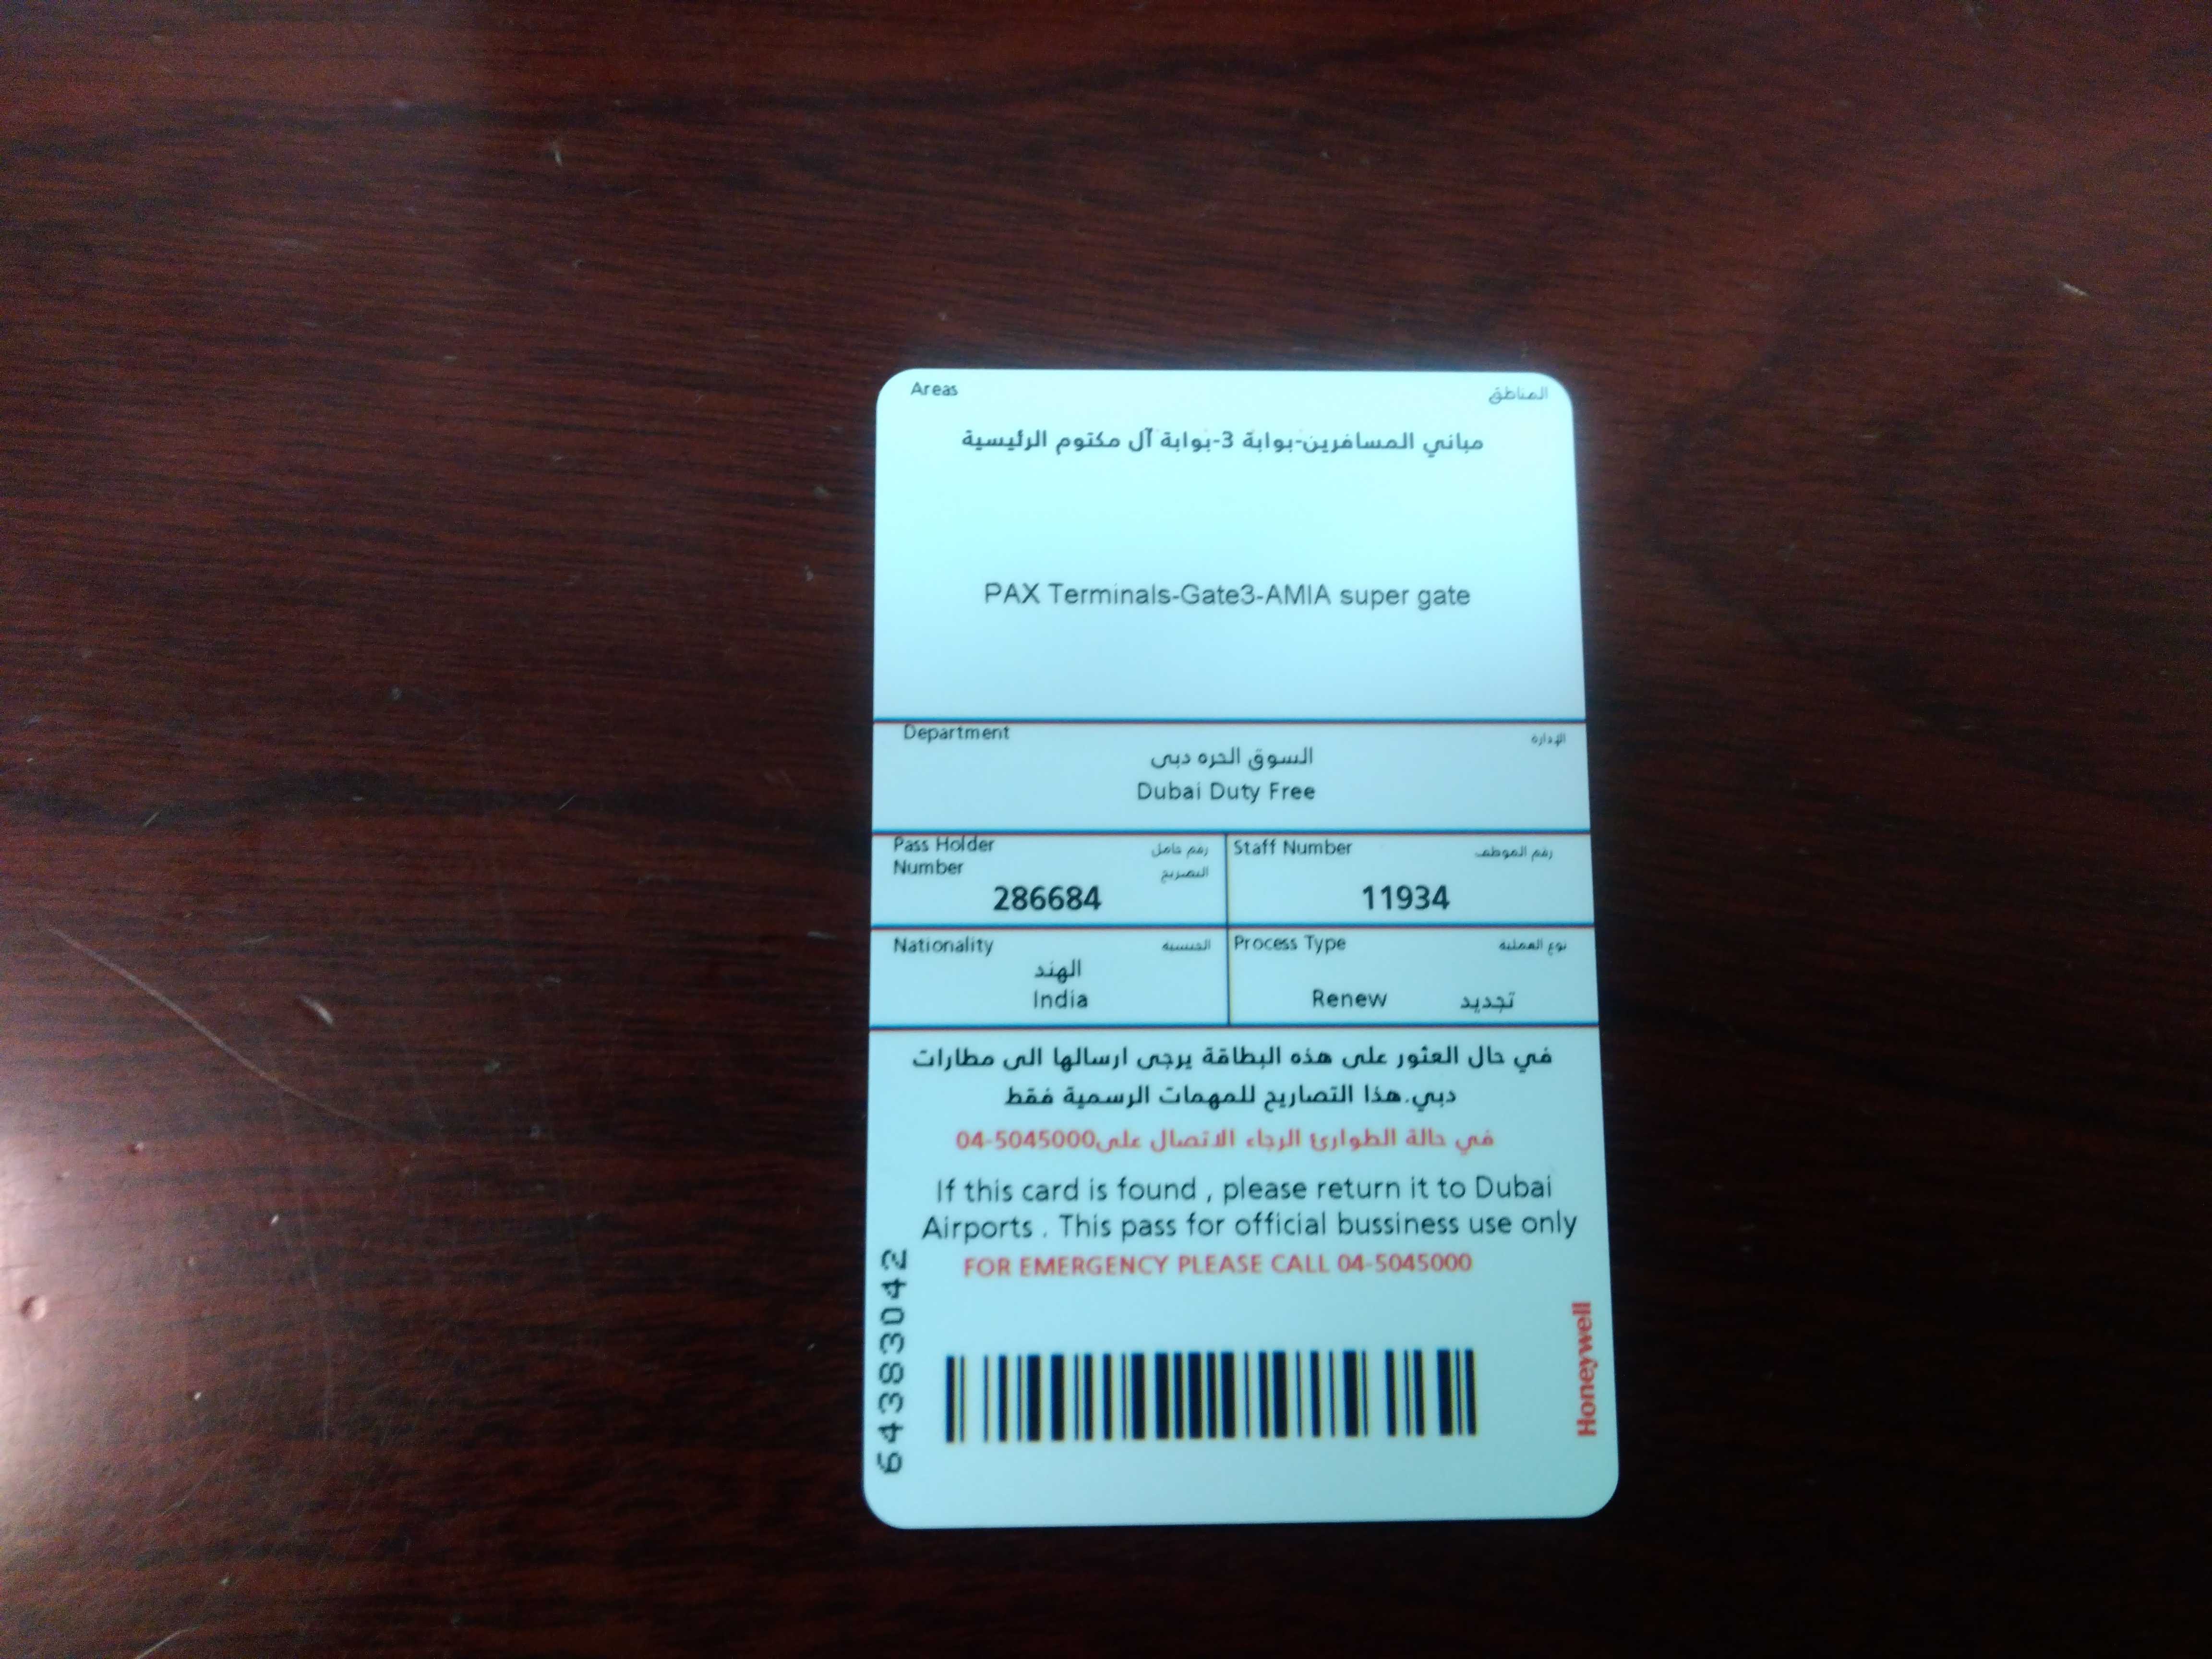 Areas المناطق
مباني المسافرين-بوابة 3-بوابة آل مكتوم الرئيسية
PAX Terminals-Gate3-AMIA super gate
Department الإدارة
السوق الحره دبى
Dubai Duty Free
Pass Holder Number رقم حامل التصريح
286684
Staff Number رقم الموظف
11934
Nationality الجنسية
الهند
India
Process Type نوع العملية
Renew تجديد
في حال العثور على هذه البطاقة يرجى ارسالها الى مطارات
دبي.هذا التصاريح للمهمات الرسمية فقط
في حالة الطوارئ الرجاء الاتصال على04-5045000
If this card is found , please return it to Dubai
Airports . This pass for official bussiness use only
FOR EMERGENCY PLEASE CALL 04-5045000
64383042
Honeywell